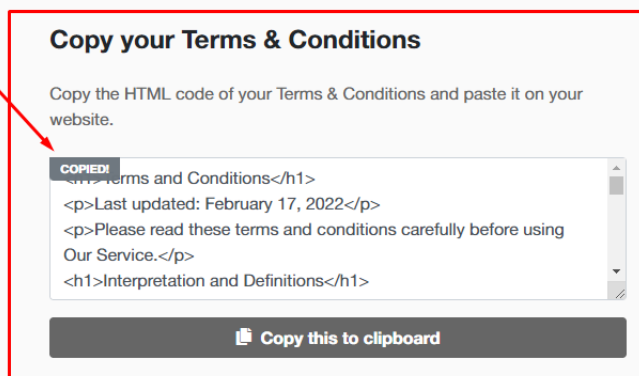 Copy your Terms & Conditions
Copy the HTML code of your Terms & Conditions and paste it on your
website.
COPIED!
<h1>Terms and Conditions</h1>
<p>Last updated: February 17, 2022</p>
<p>Please read these terms and conditions carefully before using
Our Service.</p>
<h1>Interpretation and Definitions</h1>
Copy this to clipboard